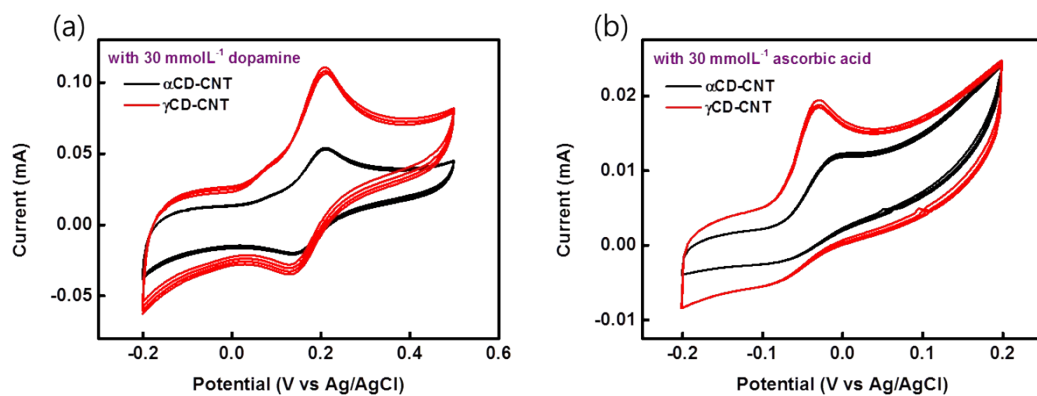 (a)
with 30 mmolL⁻¹ dopamine
αCD-CNT
γCD-CNT
0.10
0.05
0.00
-0.05
Current (mA)
-0.2 0.0 0.2 0.4 0.6
Potential (V vs Ag/AgCl)
(b)
with 30 mmolL⁻¹ ascorbic acid
αCD-CNT
γCD-CNT
0.02
0.01
0.00
-0.01
Current (mA)
-0.2 -0.1 0.0 0.1 0.2
Potential (V vs Ag/AgCl)